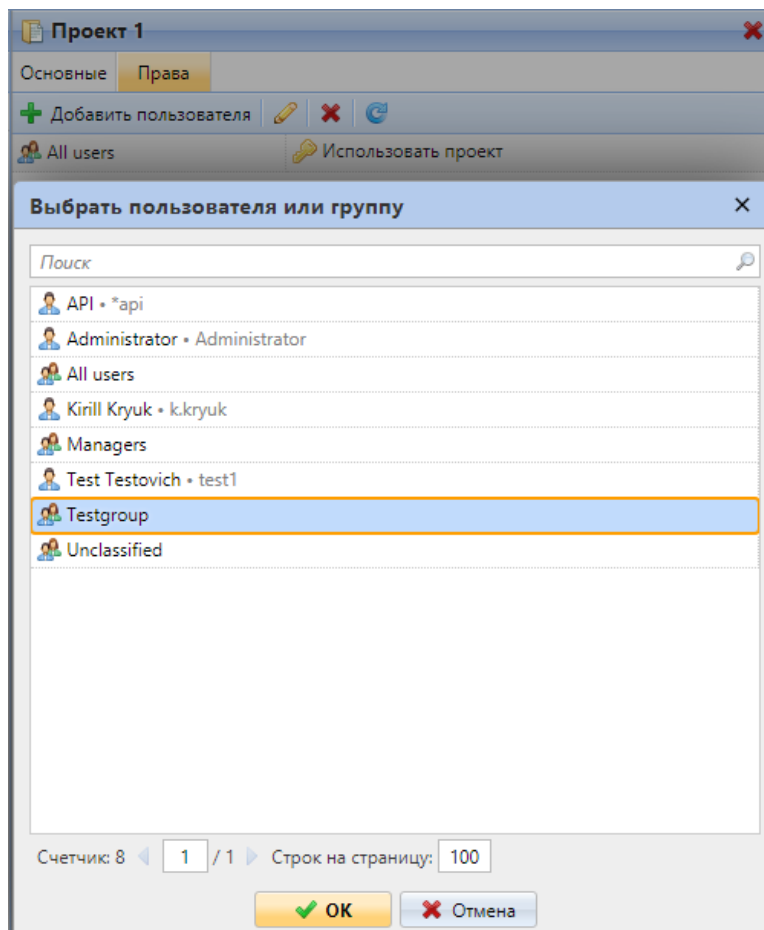 Проект 1
Основные Права
Добавить пользователя
All users Использовать проект
Выбрать пользователя или группу
Поиск
API • *api
Administrator • Administrator
All users
Kirill Kryuk • k.kryuk
Managers
Test Testovich • test1
Testgroup
Unclassified
Счетчик: 8 1 / 1 Строк на страницу: 100
OK Отмена